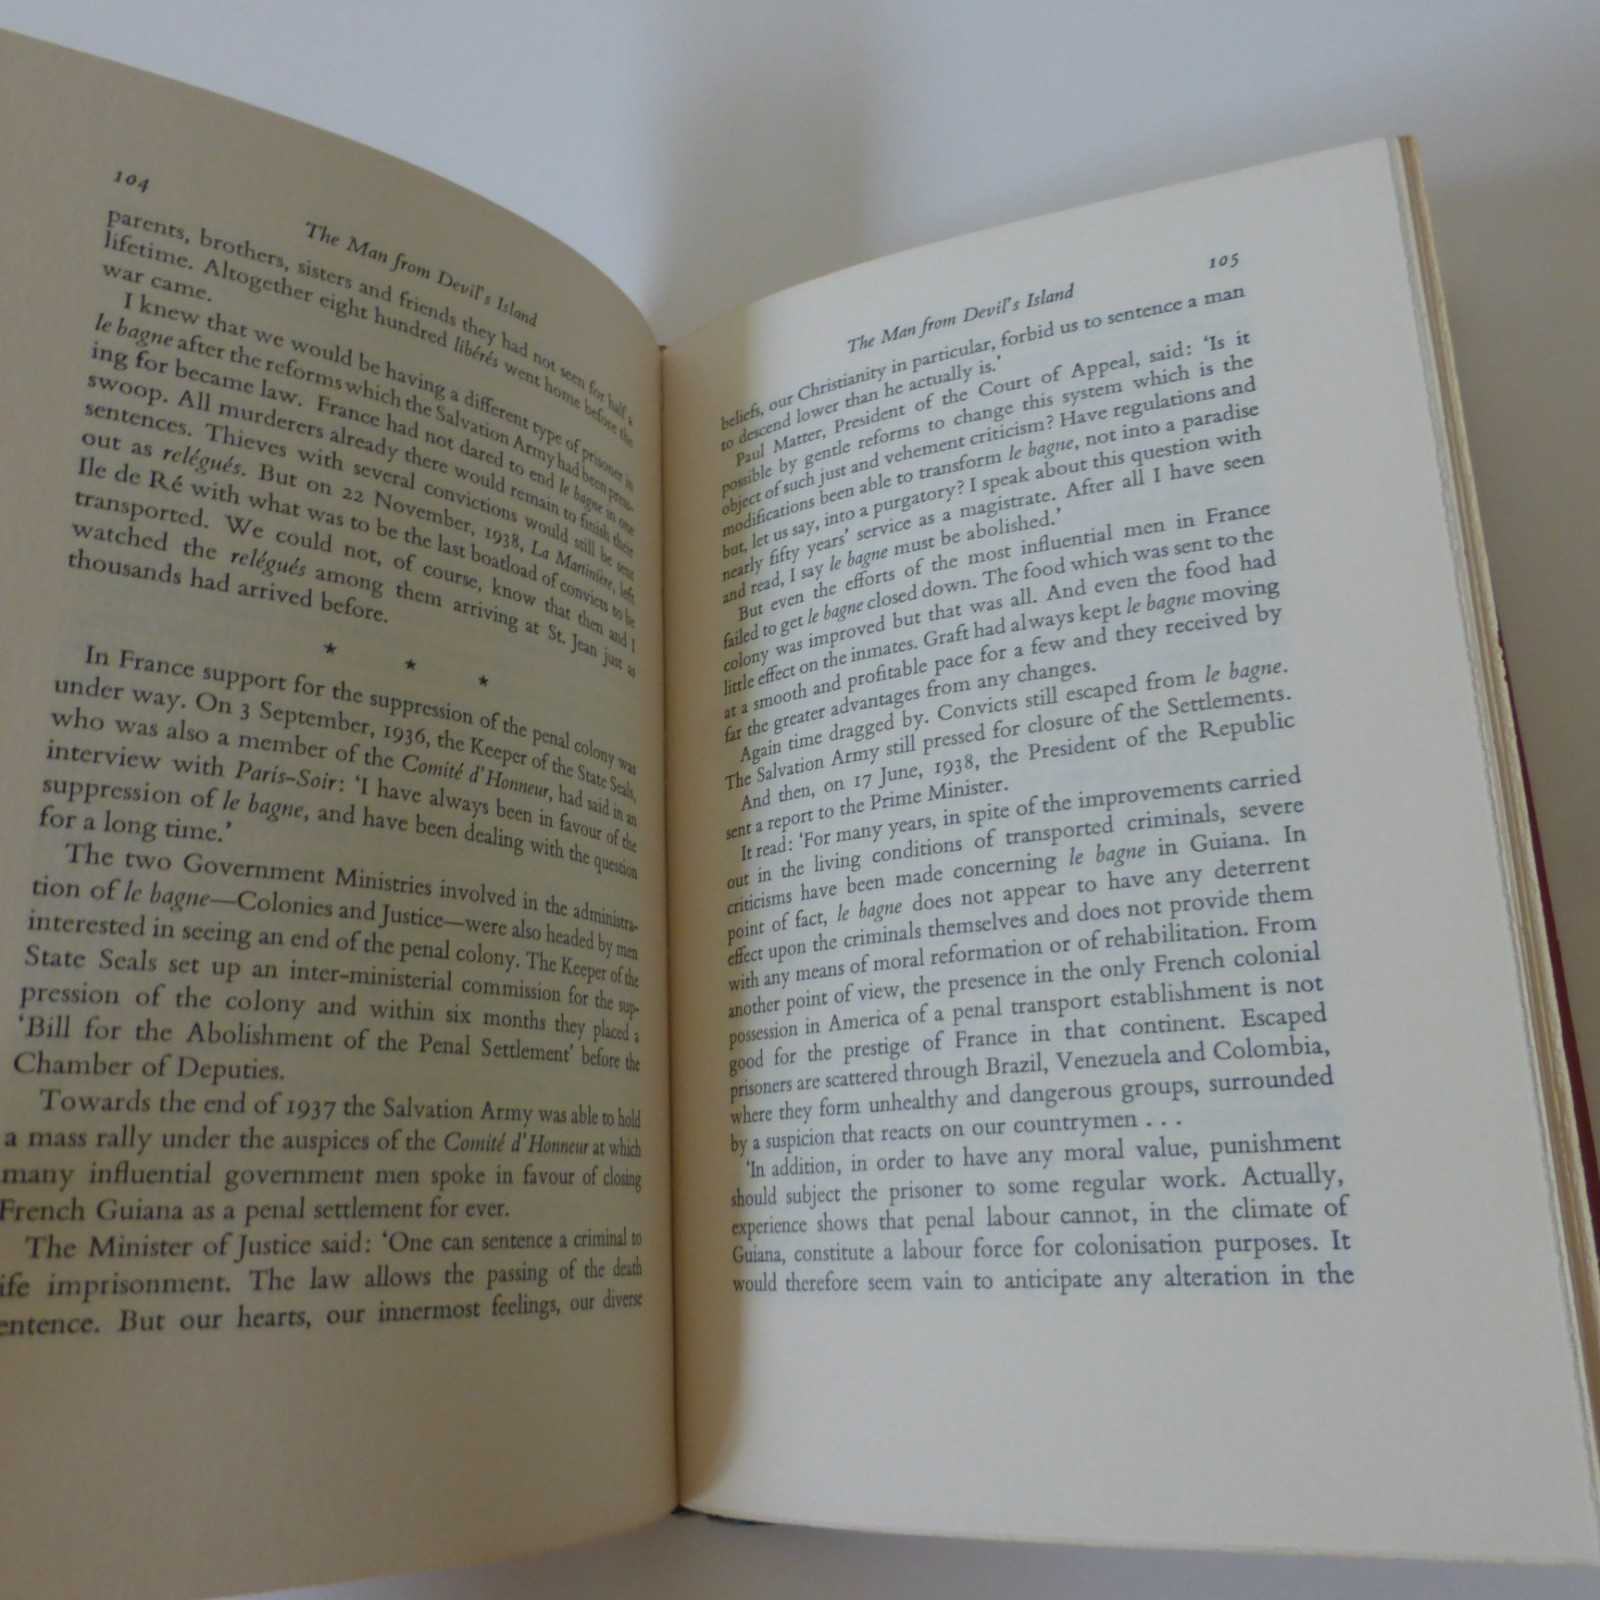 104
The Man from Devil's Island
parents, brothers, sisters and friends they had not seen for half a
lifetime. Altogether eight hundred libérés went home before the
war came.
I knew that we would be having a different type of prisoner in
le bagne after the reforms which the Salvation Army had been press-
ing for became law. France had not dared to end le bagne in one
swoop. All murderers already there would remain to finish their
sentences. Thieves with several convictions would still be sent
out as relégués. But on 22 November, 1938, La Martinière, left
Ile de Ré with what was to be the last boatload of convicts to be
transported. We could not, of course, know that then and I
watched the relégués among them arriving at St. Jean just as
thousands had arrived before.
* * *
In France support for the suppression of the penal colony was
under way. On 3 September, 1936, the Keeper of the State Seals,
who was also a member of the Comité d'Honneur, had said in an
interview with Paris-Soir: 'I have always been in favour of the
suppression of le bagne, and have been dealing with the question
for a long time.'
The two Government Ministries involved in the administra-
tion of le bagne—Colonies and Justice—were also headed by men
interested in seeing an end of the penal colony. The Keeper of the
State Seals set up an inter-ministerial commission for the sup-
pression of the colony and within six months they placed a
'Bill for the Abolishment of the Penal Settlement' before the
Chamber of Deputies.
Towards the end of 1937 the Salvation Army was able to hold
a mass rally under the auspices of the Comité d'Honneur at which
many influential government men spoke in favour of closing
French Guiana as a penal settlement for ever.
The Minister of Justice said: 'One can sentence a criminal to
ife imprisonment. The law allows the passing of the death
entence. But our hearts, our innermost feelings, our diverse
The Man from Devil's Island
105
beliefs, our Christianity in particular, forbid us to sentence a man
to descend lower than he actually is.'
Paul Matter, President of the Court of Appeal, said: 'Is it
possible by gentle reforms to change this system which is the
object of such just and vehement criticism? Have regulations and
modifications been able to transform le bagne, not into a paradise
but, let us say, into a purgatory? I speak about this question with
nearly fifty years' service as a magistrate. After all I have seen
and read, I say le bagne must be abolished.'
But even the efforts of the most influential men in France
failed to get le bagne closed down. The food which was sent to the
colony was improved but that was all. And even the food had
little effect on the inmates. Graft had always kept le bagne moving
at a smooth and profitable pace for a few and they received by
far the greater advantages from any changes.
Again time dragged by. Convicts still escaped from le bagne.
The Salvation Army still pressed for closure of the Settlements.
And then, on 17 June, 1938, the President of the Republic
sent a report to the Prime Minister.
It read: 'For many years, in spite of the improvements carried
out in the living conditions of transported criminals, severe
criticisms have been made concerning le bagne in Guiana. In
point of fact, le bagne does not appear to have any deterrent
effect upon the criminals themselves and does not provide them
with any means of moral reformation or of rehabilitation. From
another point of view, the presence in the only French colonial
possession in America of a penal transport establishment is not
good for the prestige of France in that continent. Escaped
prisoners are scattered through Brazil, Venezuela and Colombia,
where they form unhealthy and dangerous groups, surrounded
by a suspicion that reacts on our countrymen . . .
'In addition, in order to have any moral value, punishment
should subject the prisoner to some regular work. Actually,
experience shows that penal labour cannot, in the climate of
Guiana, constitute a labour force for colonisation purposes. It
would therefore seem vain to anticipate any alteration in the